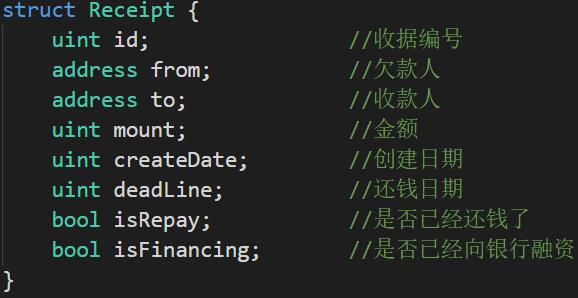 struct Receipt {
uint id; //收据编号
address from; //欠款人
address to; //收款人
uint mount; //金额
uint createDate; //创建日期
uint deadLine; //还钱日期
bool isRepay; //是否已经还钱了
bool isFinancing; //是否已经向银行融资
}